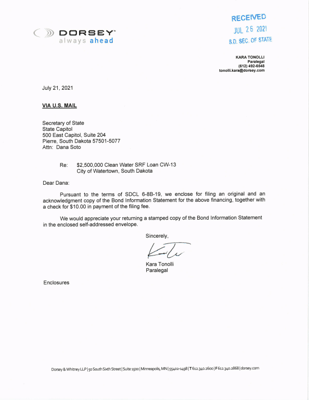 RECEIVED
JUL 26 2021
S.D. SEC. OF STATE
DORSEY
always ahead
KARA TONOLLI
Paralegal
(612) 492-6946
tonolli.kara@dorsey.com
July 21, 2021
VIA U.S. MAIL
Secretary of State
State Capitol
500 East Capitol, Suite 204
Pierre, South Dakota 57501-5077
Attn: Dana Soto
Re: $2,500,000 Clean Water SRF Loan CW-13
City of Watertown, South Dakota
Dear Dana:
Pursuant to the terms of SDCL 6-8B-19, we enclose for filing an original and an
acknowledgment copy of the Bond Information Statement for the above financing, together with
a check for $10.00 in payment of the filing fee.
We would appreciate your returning a stamped copy of the Bond Information Statement
in the enclosed self-addressed envelope.
Sincerely,
Kara Tonolli
Paralegal
Enclosures
Dorsey & Whitney LLP | 50 South Sixth Street | Suite 1500 | Minneapolis, MN | 55402-1498 | T 612.340.2600 | F 612.340.2868 | dorsey.com